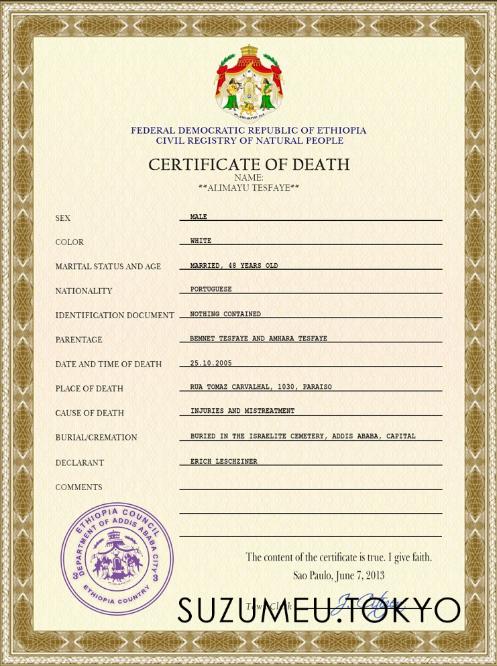 FEDERAL DEMOCRATIC REPUBLIC OF ETHIOPIA
CIVIL REGISTRY OF NATURAL PEOPLE
CERTIFICATE OF DEATH
NAME:
**ALIMAYU TESFAYE**
SEX MALE
COLOR WHITE
MARITAL STATUS AND AGE MARRIED, 48 YEARS OLD
NATIONALITY PORTUGUESE
IDENTIFICATION DOCUMENT NOTHING CONTAINED
PARENTAGE BEMNET TESFAYE AND AMHARA TESFAYE
DATE AND TIME OF DEATH 25.10.2005
PLACE OF DEATH RUA TOMAZ CARVALHAL, 1030, PARAISO
CAUSE OF DEATH INJURIES AND MISTREATMENT
BURIAL/CREMATION BURIED IN THE ISRAELITE CEMETERY, ADDIS ABABA, CAPITAL
DECLARANT ERICH LESCHZINER
COMMENTS
ETHIOPIA COUNCIL
DEPARTMENT OF ADDIS ABABA CITY
ETHIOPIA COUNTRY
The content of the certificate is true. I give faith.
Sao Paulo, June 7, 2013
SUZUMEU.TOKYO